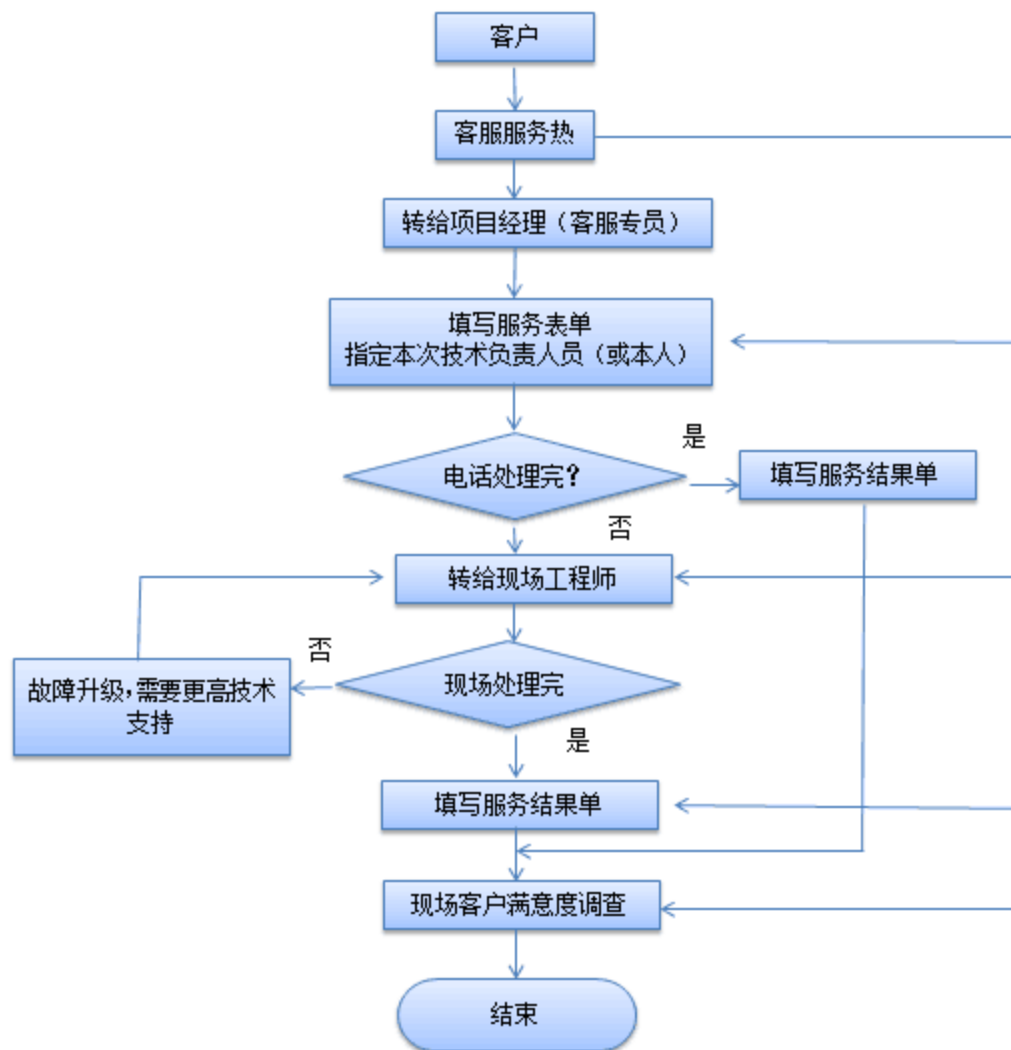 客户
客服服务热
转给项目经理（客服专员）
填写服务表单
指定本次技术负责人员（或本人）
是
电话处理完？
填写服务结果单
否
转给现场工程师
否
现场处理完
故障升级，需要更高技术
支持
是
填写服务结果单
现场客户满意度调查
结束